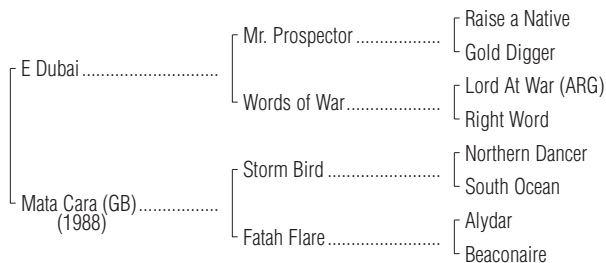 Raise a Native
Mr. Prospector ..................
Gold Digger
E Dubai .............................
Lord At War (ARG)
Words of War....................
Right Word
Northern Dancer
Storm Bird .......................
South Ocean
Mata Cara (GB) .................
(1988)
Alydar
Fatah Flare ........................
Beaconaire